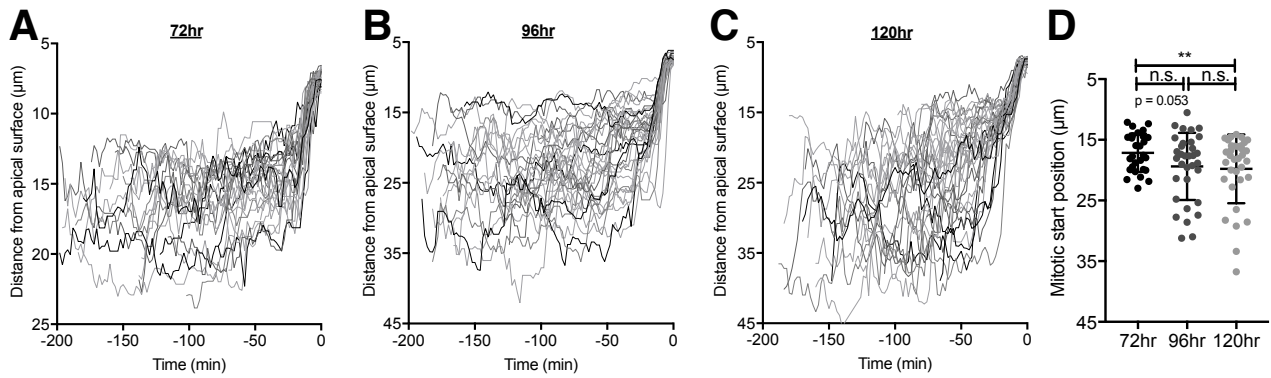 A
72hr
Distance from apical surface (μm)
5
10
15
20
25
-200
-150
-100
-50
0
Time (min)
B
96hr
Distance from apical surface (μm)
5
15
25
35
45
-200
-150
-100
-50
0
Time (min)
C
120hr
Distance from apical surface (μm)
5
15
25
35
45
-200
-150
-100
-50
0
Time (min)
D
**
n.s.
n.s.
p = 0.053
Mitotic start position (μm)
5
15
25
35
45
72hr
96hr
120hr